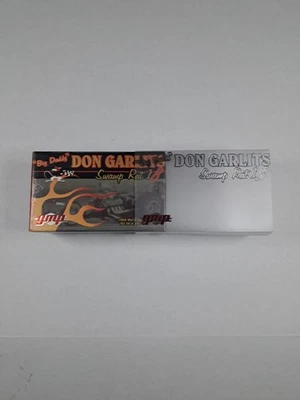 "Big Daddy" DON GARLITS DON GARLITS
Swamp Rat Swamp Rat
gmp gmp